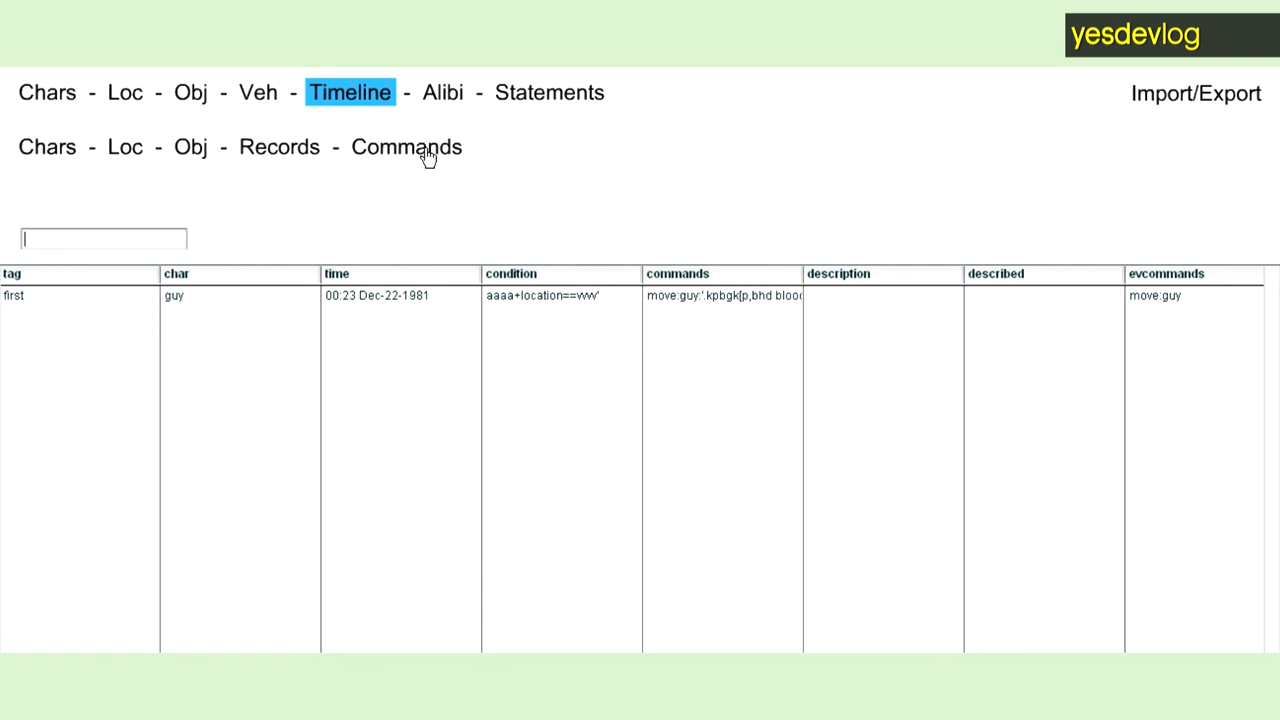 yesdevlog
Chars - Loc - Obj - Veh - Timeline - Alibi - Statements Import/Export
Chars - Loc - Obj - Records - Commands
tag char time condition commands description described evcommands
first guy 00:23 Dec-22-1981 aaaa+location==vvvv' move:guy:'.kpbgk[p,bhd blood move:guy